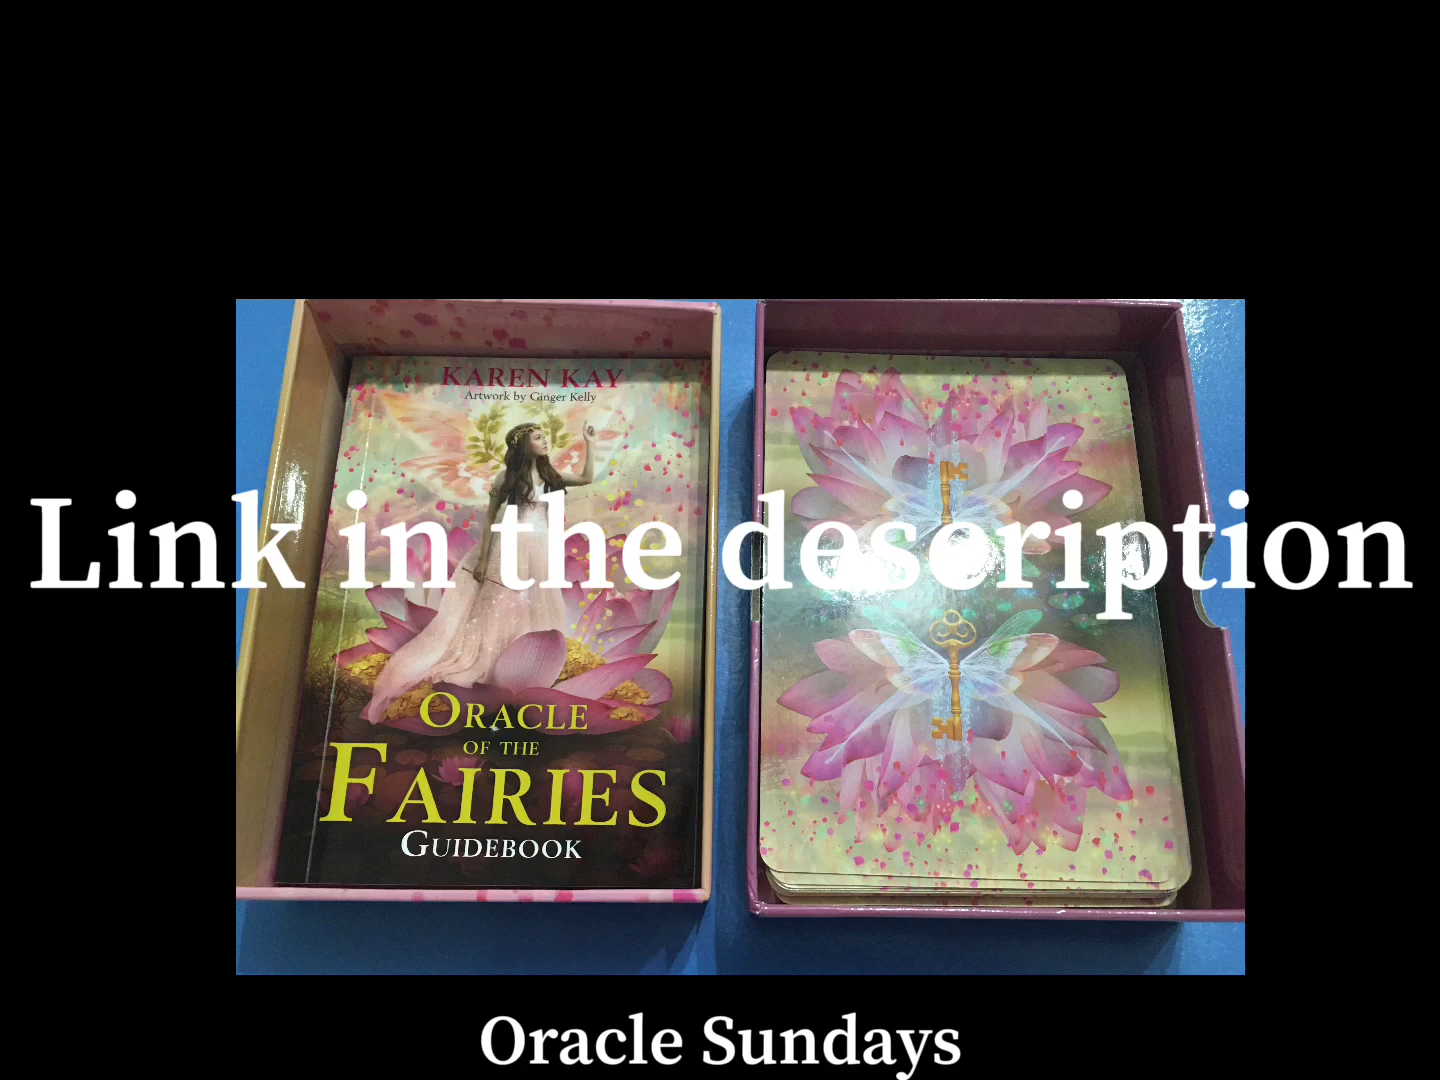 KAREN KAY
Artwork by Ginger Kelly
Link in the description
ORACLE
OF THE
FAIRIES
GUIDEBOOK
Oracle Sundays